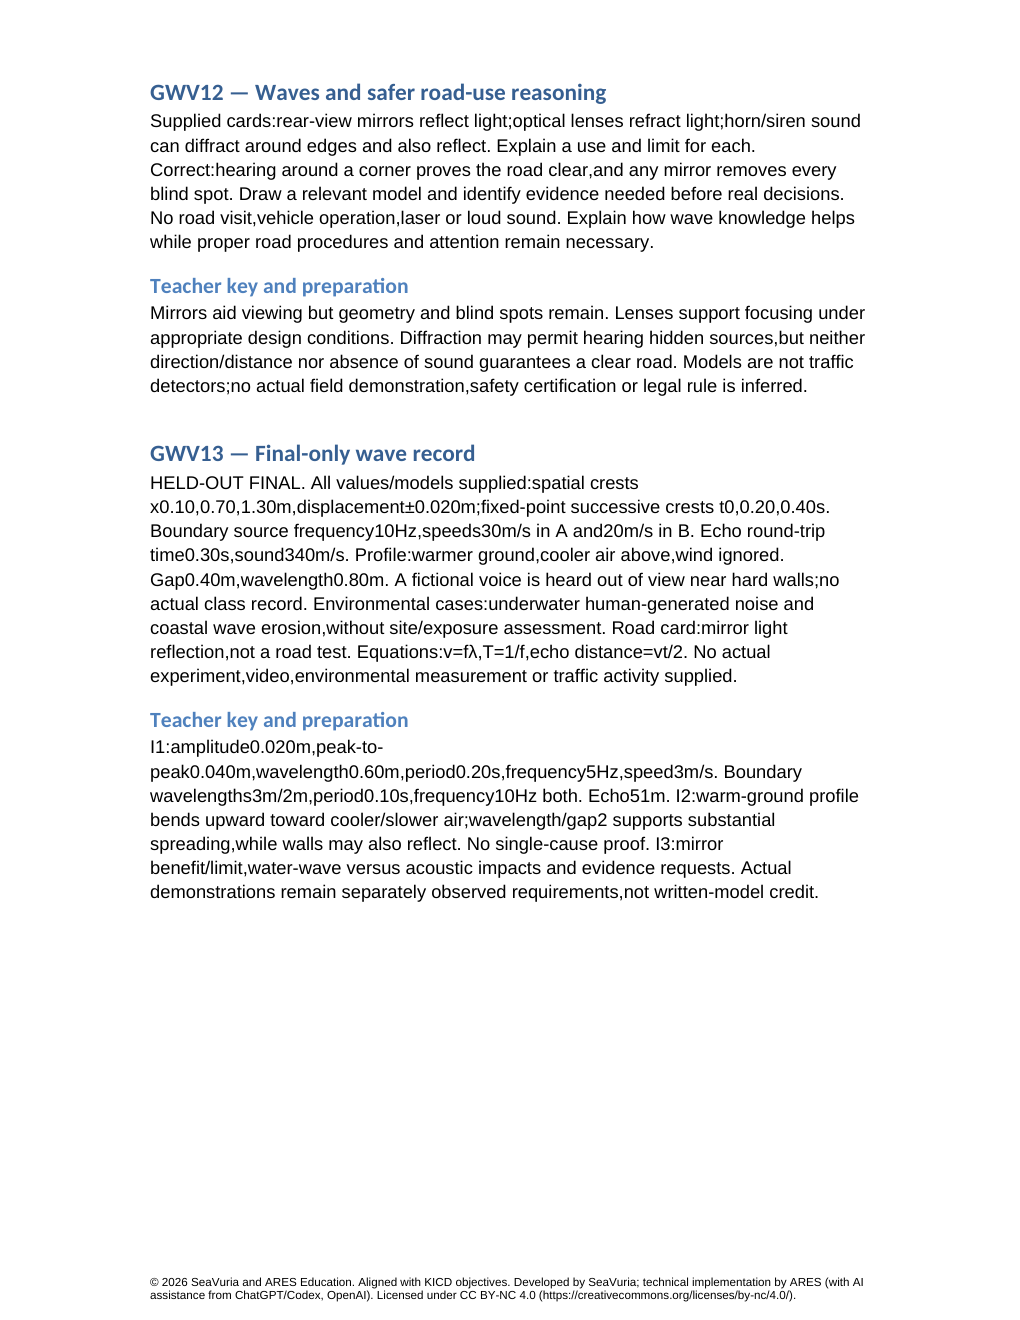 GWV12 — Waves and safer road-use reasoning
Supplied cards:rear-view mirrors reflect light;optical lenses refract light;horn/siren sound
can diffract around edges and also reflect. Explain a use and limit for each.
Correct:hearing around a corner proves the road clear,and any mirror removes every
blind spot. Draw a relevant model and identify evidence needed before real decisions.
No road visit,vehicle operation,laser or loud sound. Explain how wave knowledge helps
while proper road procedures and attention remain necessary.
Teacher key and preparation
Mirrors aid viewing but geometry and blind spots remain. Lenses support focusing under
appropriate design conditions. Diffraction may permit hearing hidden sources,but neither
direction/distance nor absence of sound guarantees a clear road. Models are not traffic
detectors;no actual field demonstration,safety certification or legal rule is inferred.
GWV13 — Final-only wave record
HELD-OUT FINAL. All values/models supplied:spatial crests
x0.10,0.70,1.30m,displacement±0.020m;fixed-point successive crests t0,0.20,0.40s.
Boundary source frequency10Hz,speeds30m/s in A and20m/s in B. Echo round-trip
time0.30s,sound340m/s. Profile:warmer ground,cooler air above,wind ignored.
Gap0.40m,wavelength0.80m. A fictional voice is heard out of view near hard walls;no
actual class record. Environmental cases:underwater human-generated noise and
coastal wave erosion,without site/exposure assessment. Road card:mirror light
reflection,not a road test. Equations:v=fλ,T=1/f,echo distance=vt/2. No actual
experiment,video,environmental measurement or traffic activity supplied.
Teacher key and preparation
I1:amplitude0.020m,peak-to-
peak0.040m,wavelength0.60m,period0.20s,frequency5Hz,speed3m/s. Boundary
wavelengths3m/2m,period0.10s,frequency10Hz both. Echo51m. I2:warm-ground profile
bends upward toward cooler/slower air;wavelength/gap2 supports substantial
spreading,while walls may also reflect. No single-cause proof. I3:mirror
benefit/limit,water-wave versus acoustic impacts and evidence requests. Actual
demonstrations remain separately observed requirements,not written-model credit.
© 2026 SeaVuria and ARES Education. Aligned with KICD objectives. Developed by SeaVuria; technical implementation by ARES (with AI
assistance from ChatGPT/Codex, OpenAI). Licensed under CC BY-NC 4.0 (https://creativecommons.org/licenses/by-nc/4.0/).